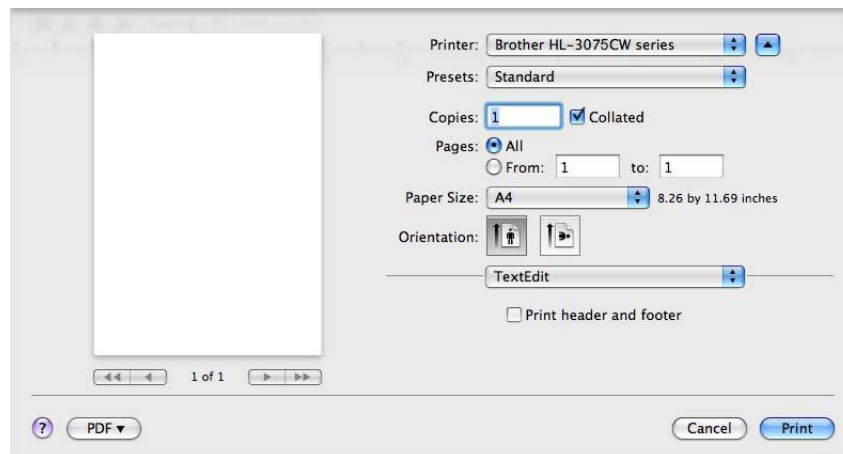 Printer: Brother HL-3075CW series
Presets: Standard
Copies: 1 Collated
Pages: All
From: 1 to: 1
Paper Size: A4 8.26 by 11.69 inches
Orientation:
TextEdit
Print header and footer
1 of 1
? PDF ▼ Cancel Print